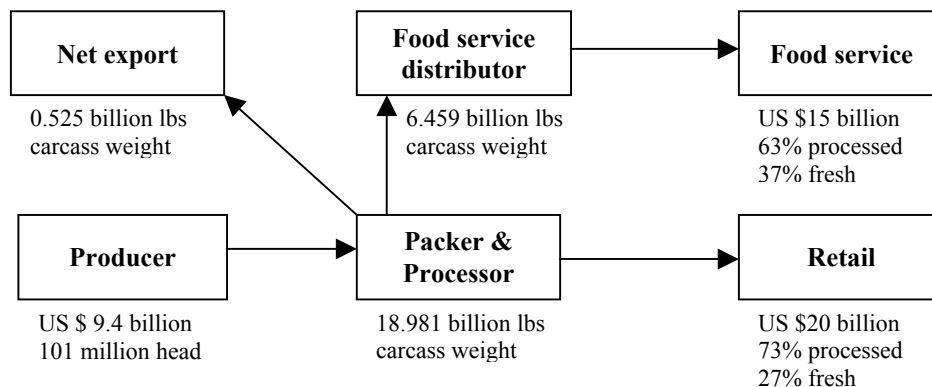 Net export
0.525 billion lbs
carcass weight
Food service
distributor
6.459 billion lbs
carcass weight
Food service
US $15 billion
63% processed
37% fresh
Producer
US $ 9.4 billion
101 million head
Packer &
Processor
18.981 billion lbs
carcass weight
Retail
US $20 billion
73% processed
27% fresh